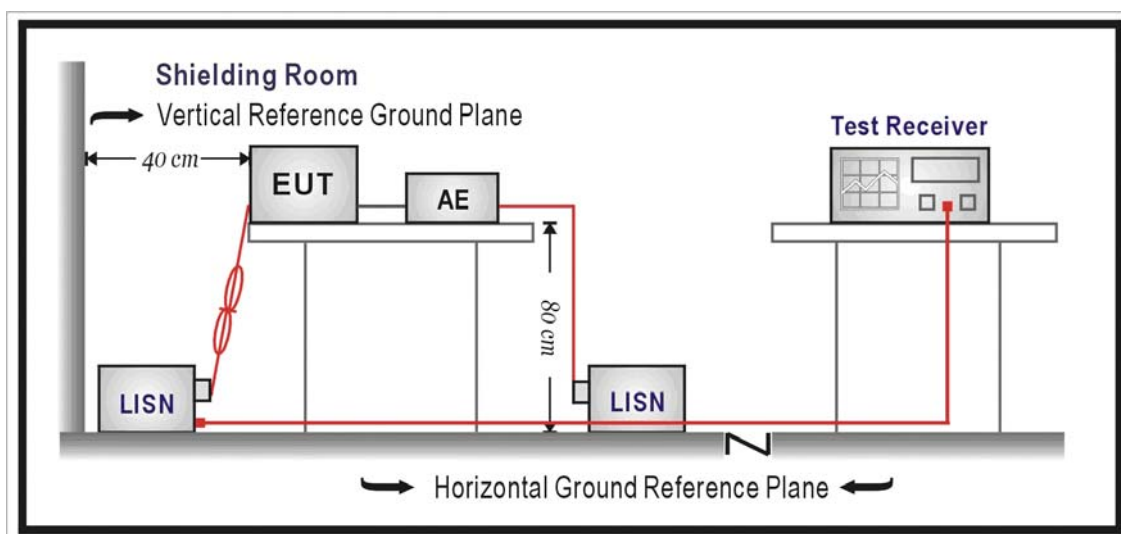 Shielding Room
Vertical Reference Ground Plane
Test Receiver
40 cm
EUT
AE
80 cm
LISN
LISN
Horizontal Ground Reference Plane